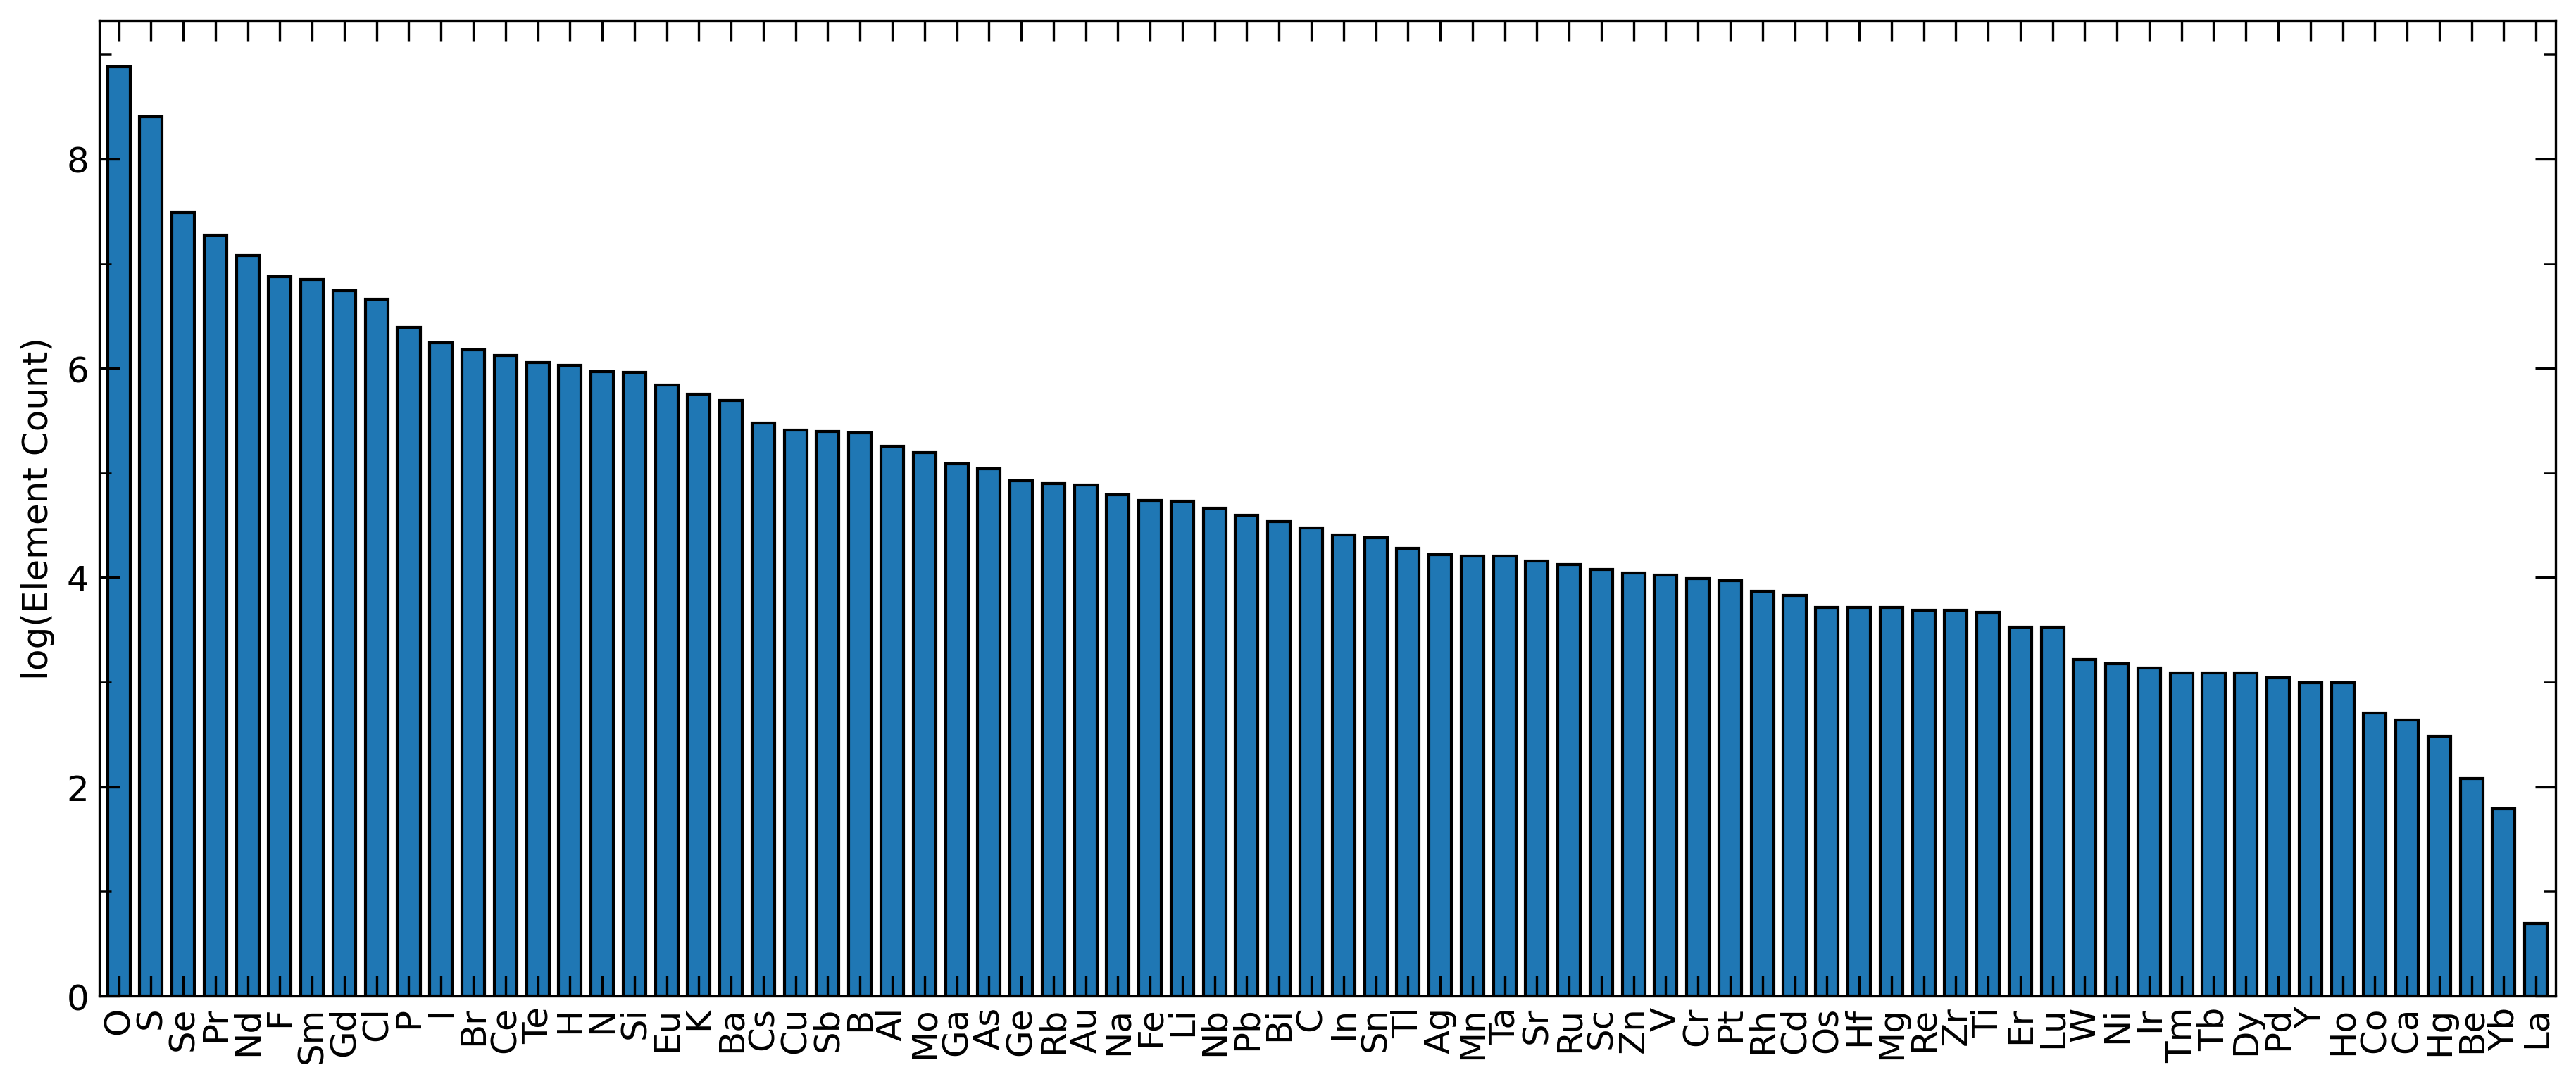 log(Element Count)
8
6
4
2
0
O S Se Pr Nd F Sm Gd Cl P I Br Ce Te H N Si Eu K Ba Cs Cu Sb B Al Mo Ga As Ge Rb Au Na Fe Li Nb Pb Bi C In Sn Tl Ag Mn Ta Sr Ru Sc Zn V Cr Pt Rh Cd Os Hf Mg Re Zr Ti Er Lu W Ni Ir Tm Tb Dy Pd Y Ho Co Ca Hg Be Yb La